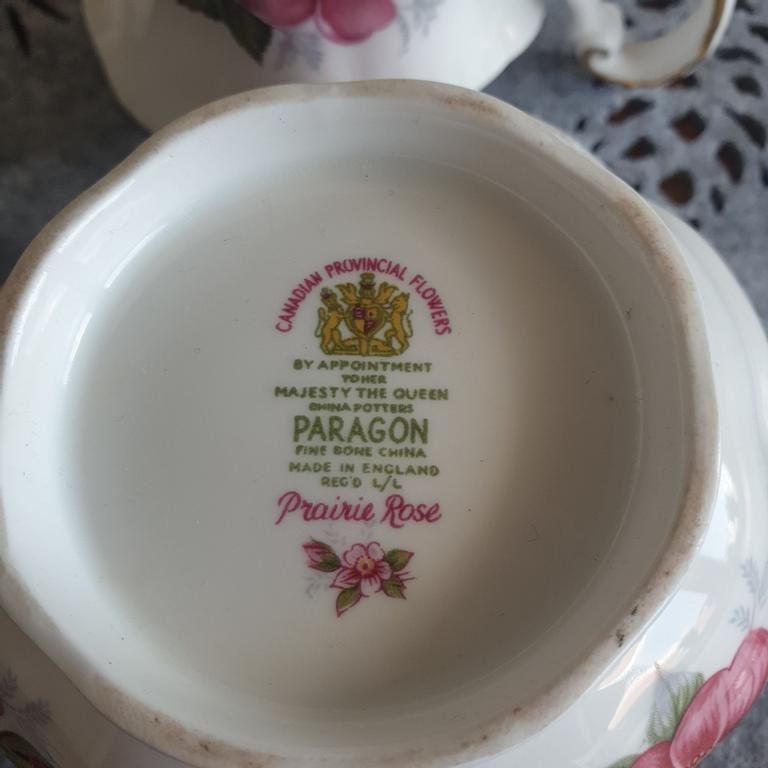 CANADIAN PROVINCIAL FLOWERS
BY APPOINTMENT
TO HER
MAJESTY THE QUEEN
CHINA POTTERS
PARAGON
FINE BONE CHINA
MADE IN ENGLAND
REG'D L/L
Prairie Rose